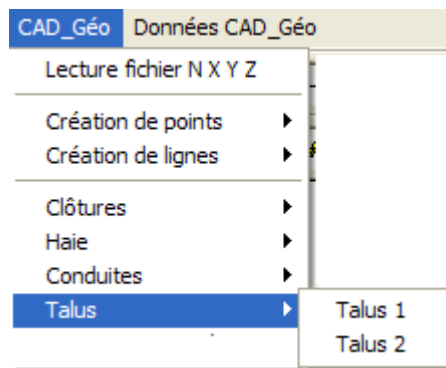 CAD_Géo Données CAD_Géo
Lecture fichier N X Y Z
Création de points
Création de lignes
Clôtures
Haie
Conduites
Talus
Talus 1
Talus 2